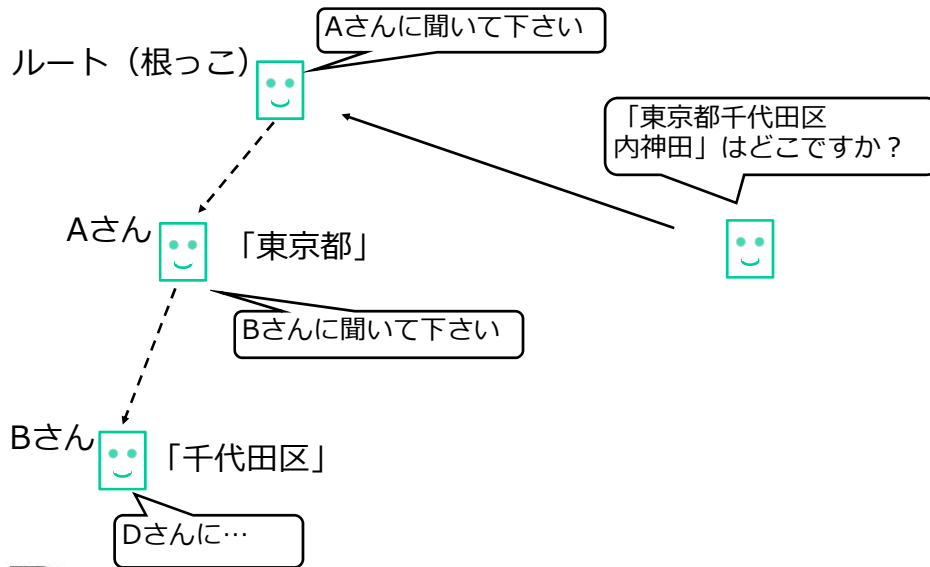 Aさんに聞いて下さい
ルート（根っこ）
「東京都千代田区
内神田」はどこですか？
Aさん
「東京都」
Bさんに聞いて下さい
Bさん
「千代田区」
Dさんに…